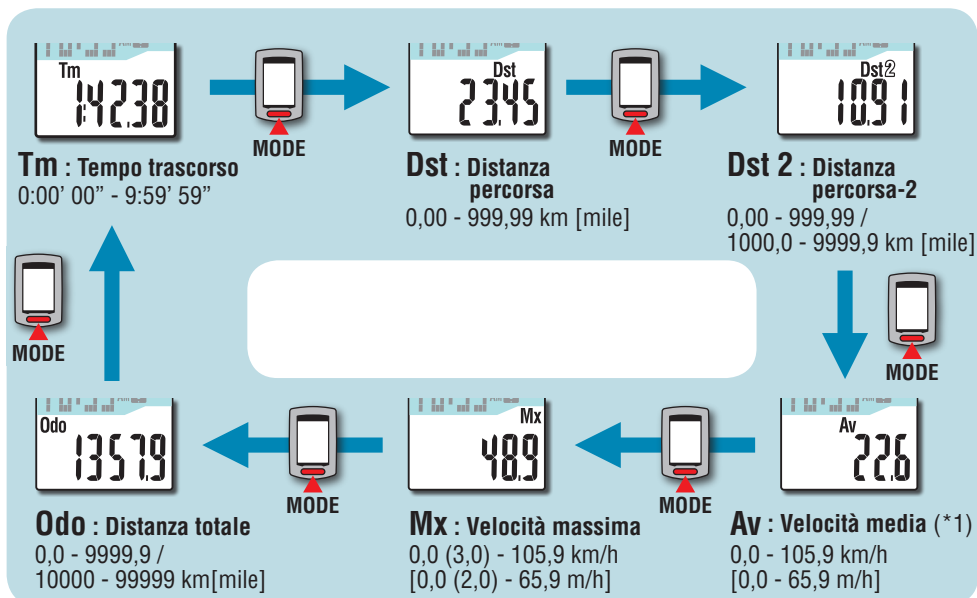 Tm
1:42.38
MODE
Dst
23.45
MODE
Dst2
10.91
Tm : Tempo trascorso
0:00’ 00” - 9:59’ 59”
Dst : Distanza
percorsa
0,00 - 999,99 km [mile]
Dst 2 : Distanza
percorsa-2
0,00 - 999,99 /
1000,0 - 9999,9 km [mile]
MODE
MODE
Odo
1357.9
MODE
Mx
48.9
MODE
Av
22.6
Odo : Distanza totale
0,0 - 9999,9 /
10000 - 99999 km[mile]
Mx : Velocità massima
0,0 (3,0) - 105,9 km/h
[0,0 (2,0) - 65,9 m/h]
Av : Velocità media (*1)
0,0 - 105,9 km/h
[0,0 - 65,9 m/h]